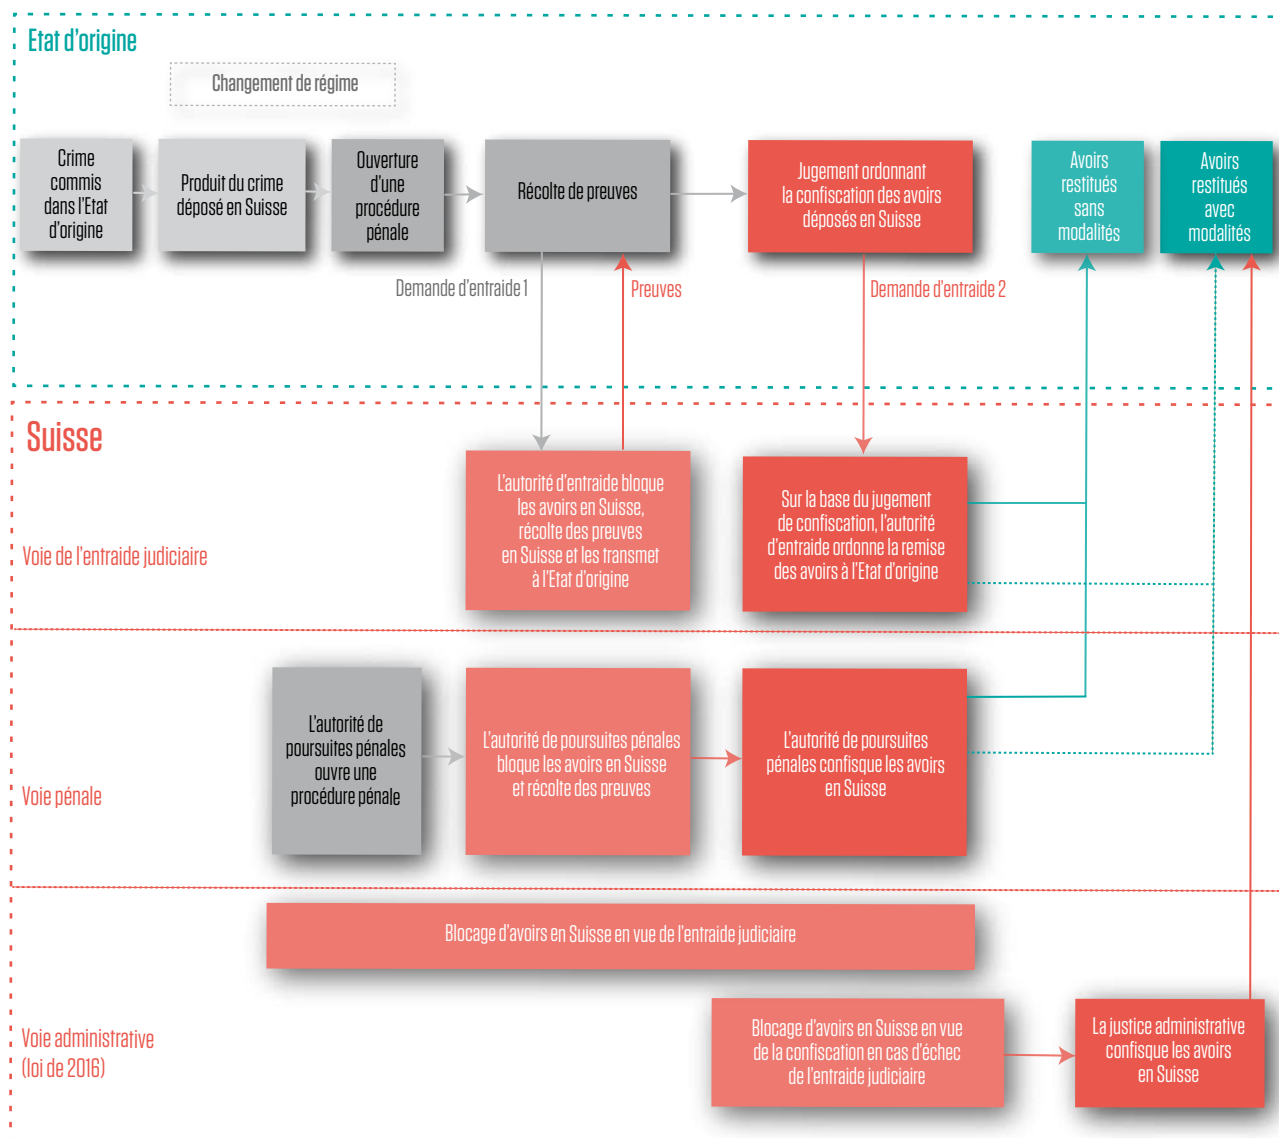 Etat d'origine
Changement de régime
Crime
commis
dans l'Etat
d'origine
Produit du crime
déposé en Suisse
Ouverture
d'une
procédure
pénale
Récolte de preuves
Jugement ordonnant
la confiscation des avoirs
déposés en Suisse
Avoirs
restitués
sans
modalités
Avoirs
restitués
avec
modalités
Demande d'entraide 1
Preuves
Demande d'entraide 2
Suisse
Voie de l'entraide judiciaire
L'autorité d'entraide bloque
les avoirs en Suisse,
récolte des preuves
en Suisse et les transmet
à l'Etat d'origine
Sur la base du jugement
de confiscation, l'autorité
d'entraide ordonne la remise
des avoirs à l'Etat d'origine
Voie pénale
L'autorité de
poursuites pénales
ouvre une
procédure pénale
L'autorité de poursuites pénales
bloque les avoirs en Suisse
et récolte des preuves
L'autorité de poursuites
pénales confisque les avoirs
en Suisse
Blocage d'avoirs en Suisse en vue de l'entraide judiciaire
Voie administrative
(loi de 2016)
Blocage d'avoirs en Suisse en vue
de la confiscation en cas d'échec
de l'entraide judiciaire
La justice administrative
confisque les avoirs
en Suisse